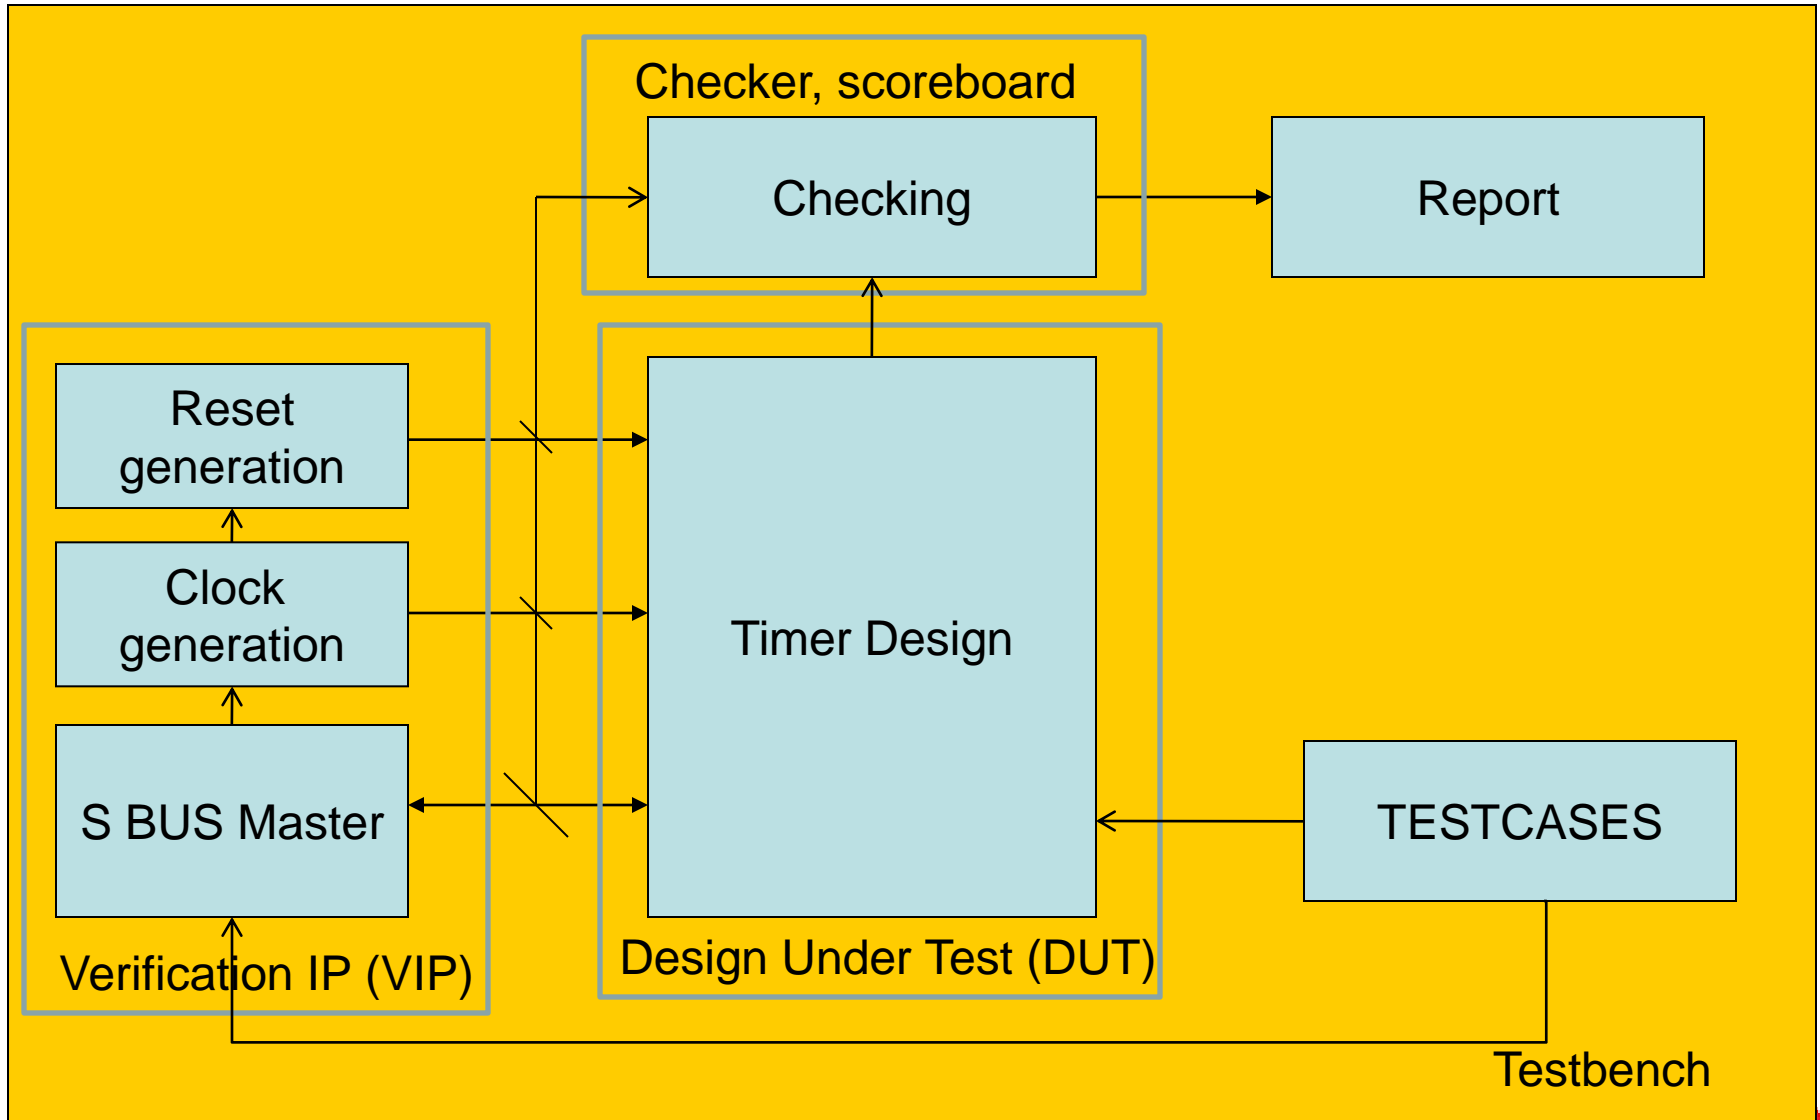 Checker, scoreboard
Checking
Report
Reset
generation
Clock
generation
Timer Design
S BUS Master
TESTCASES
Verification IP (VIP)
Design Under Test (DUT)
Testbench